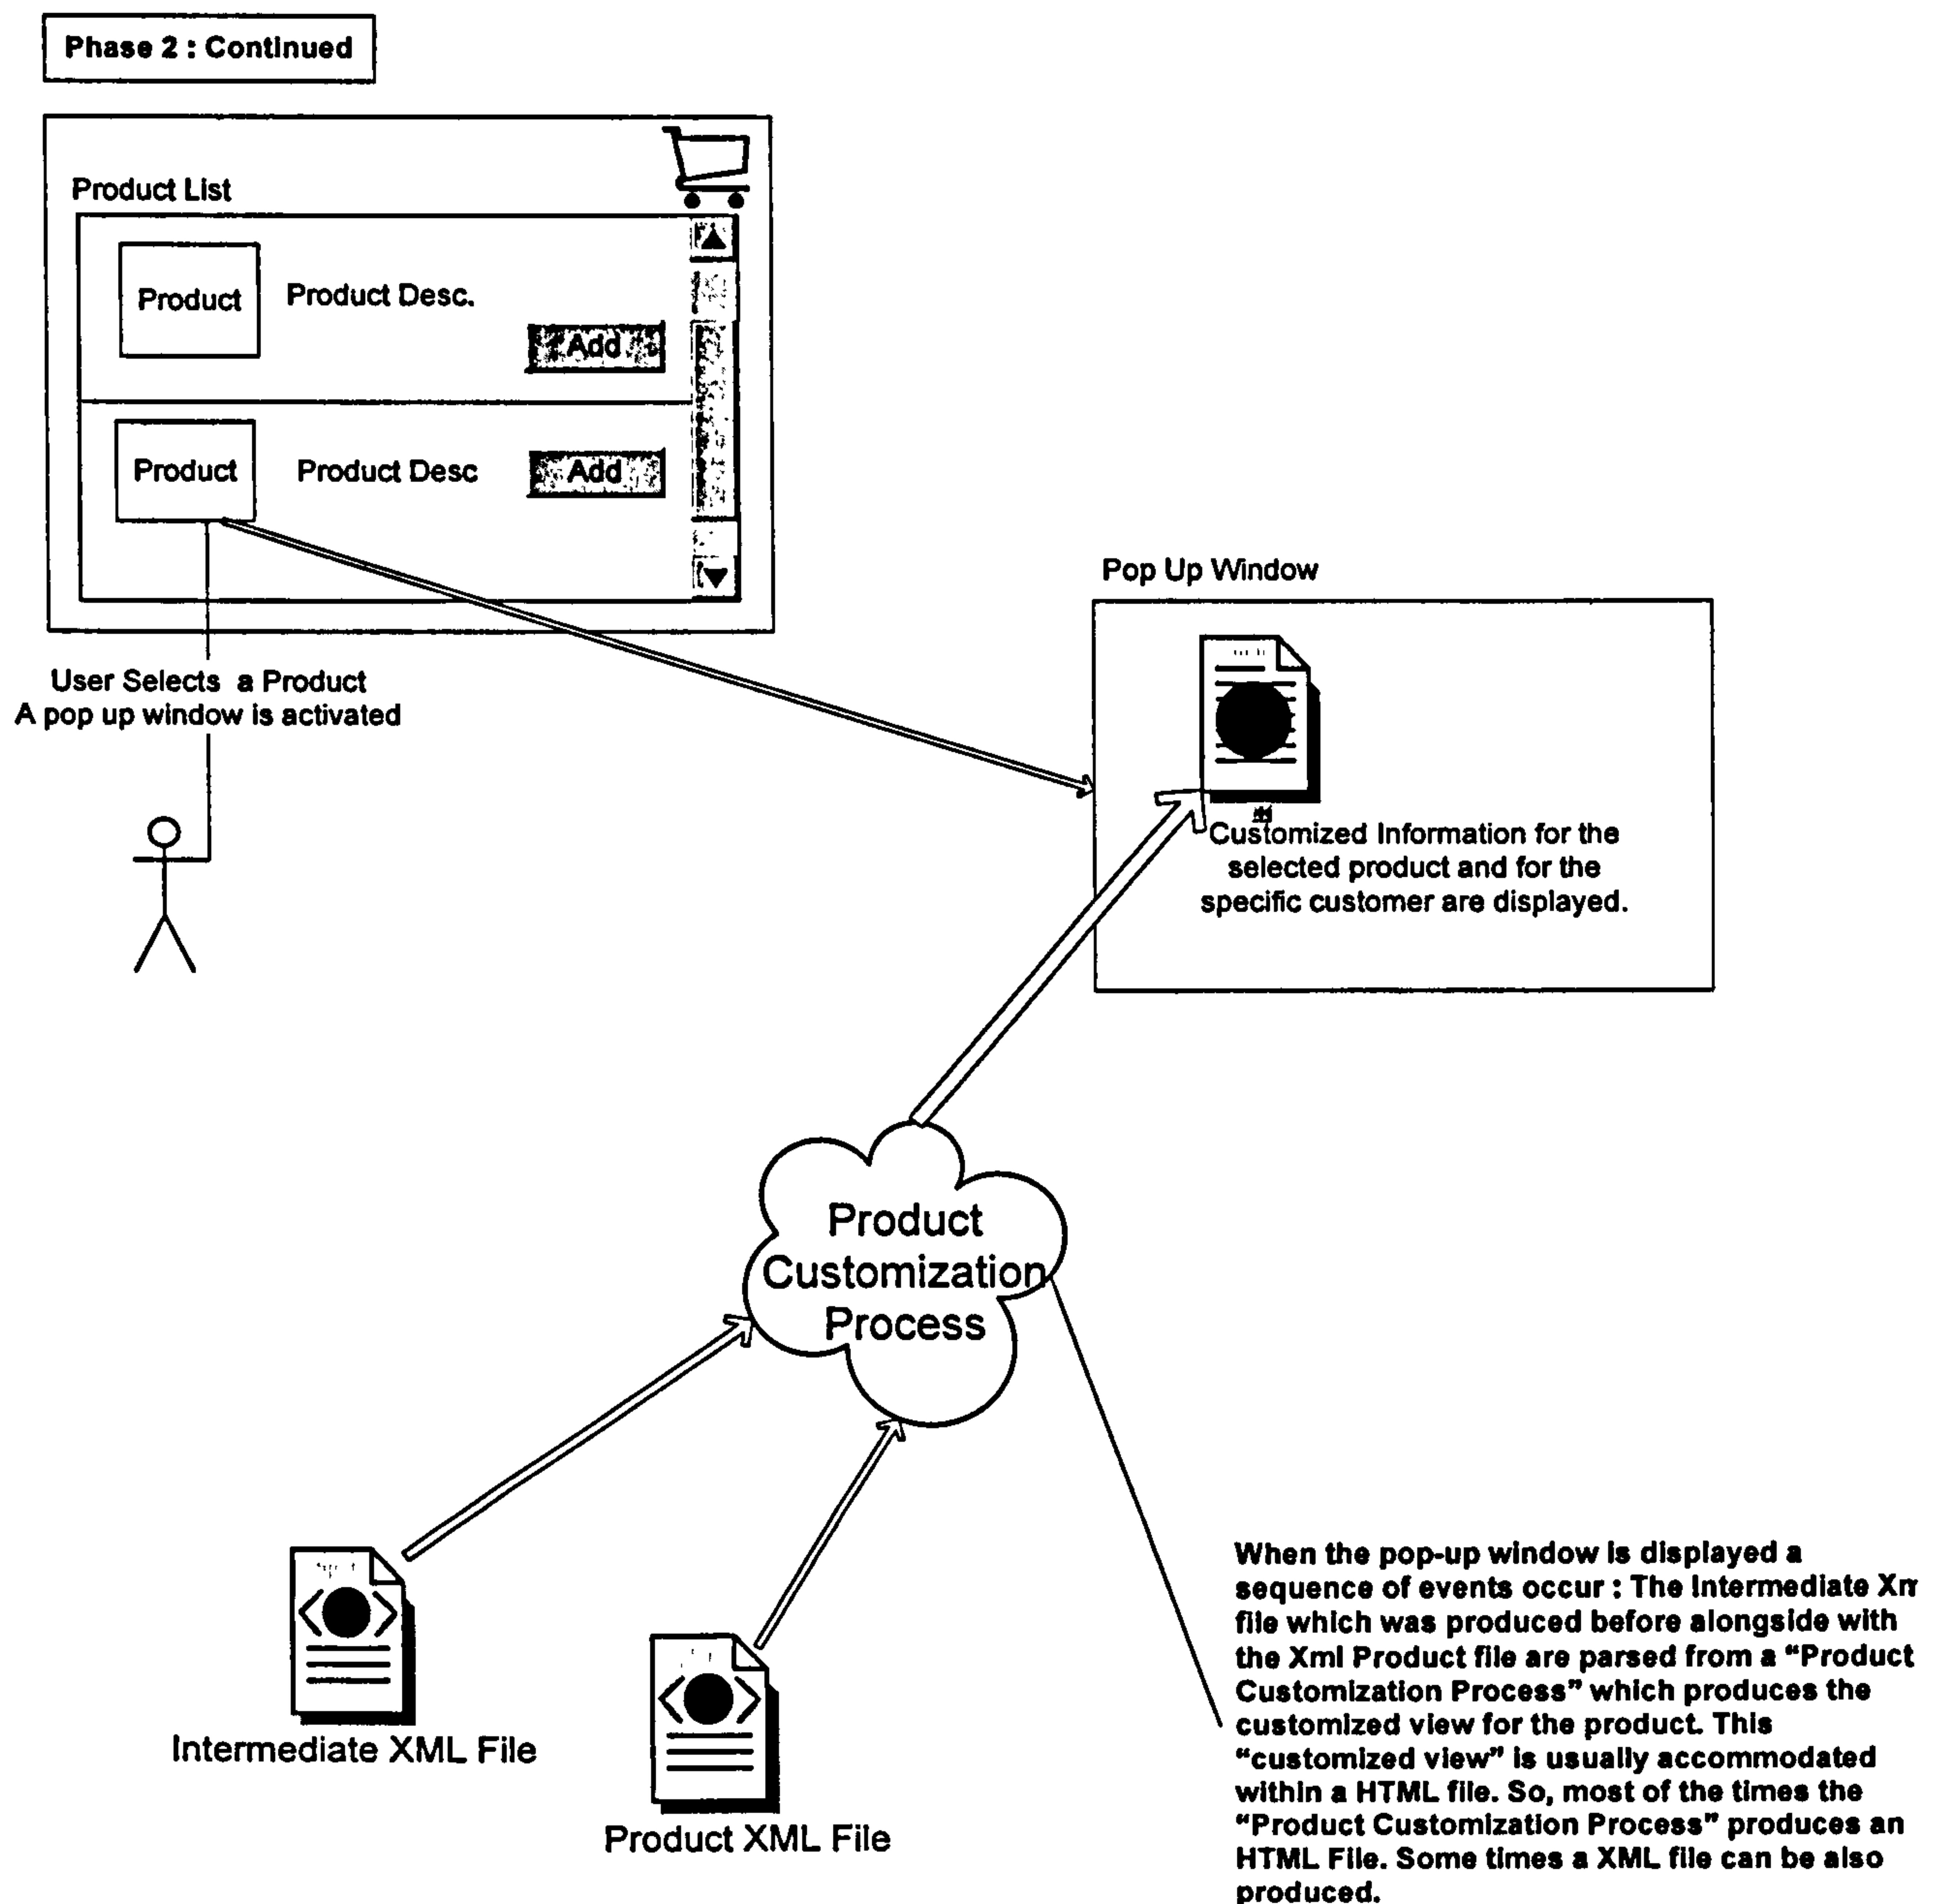 Phase 2 : Continued
Product List
Product
Product Desc.
Add
Product
Product Desc
Add
User Selects a Product
A pop up window is activated
Pop Up Window
Customized Information for the
selected product and for the
specific customer are displayed.
Product
Customization
Process
Intermediate XML File
Product XML File
When the pop-up window is displayed a
sequence of events occur : The Intermediate
file which was produced before alongside with
the Xml Product file are parsed from a “Product
Customization Process” which produces the
customized view for the product. This
“customized view” is usually accommodated
within a HTML file. So, most of the times the
“Product Customization Process” produces an
HTML File. Some times a XML file can be also
produced.